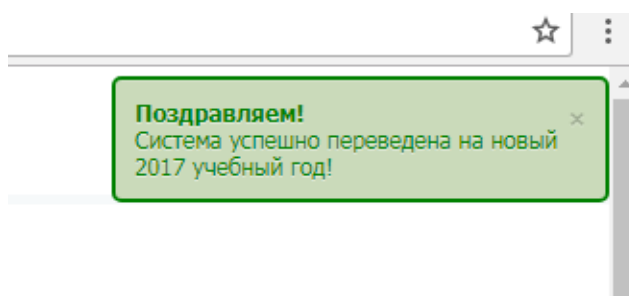 Поздравляем!
Система успешно переведена на новый
2017 учебный год!